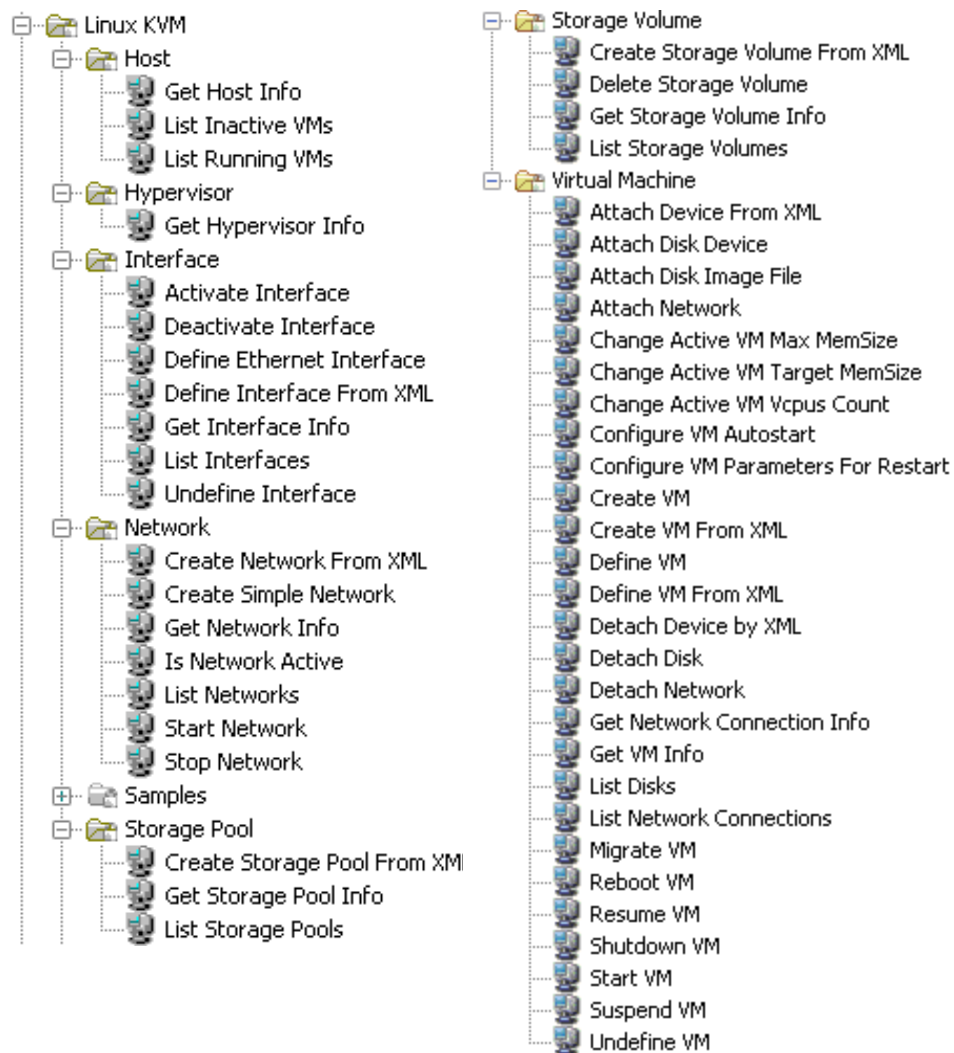 Linux KVM
Host
Get Host Info
List Inactive VMs
List Running VMs
Hypervisor
Get Hypervisor Info
Interface
Activate Interface
Deactivate Interface
Define Ethernet Interface
Define Interface From XML
Get Interface Info
List Interfaces
Undefine Interface
Network
Create Network From XML
Create Simple Network
Get Network Info
Is Network Active
List Networks
Start Network
Stop Network
Samples
Storage Pool
Create Storage Pool From XM
Get Storage Pool Info
List Storage Pools
Storage Volume
Create Storage Volume From XML
Delete Storage Volume
Get Storage Volume Info
List Storage Volumes
Virtual Machine
Attach Device From XML
Attach Disk Device
Attach Disk Image File
Attach Network
Change Active VM Max MemSize
Change Active VM Target MemSize
Change Active VM Vcpus Count
Configure VM Autostart
Configure VM Parameters For Restart
Create VM
Create VM From XML
Define VM
Define VM From XML
Detach Device by XML
Detach Disk
Detach Network
Get Network Connection Info
Get VM Info
List Disks
List Network Connections
Migrate VM
Reboot VM
Resume VM
Shutdown VM
Start VM
Suspend VM
Undefine VM